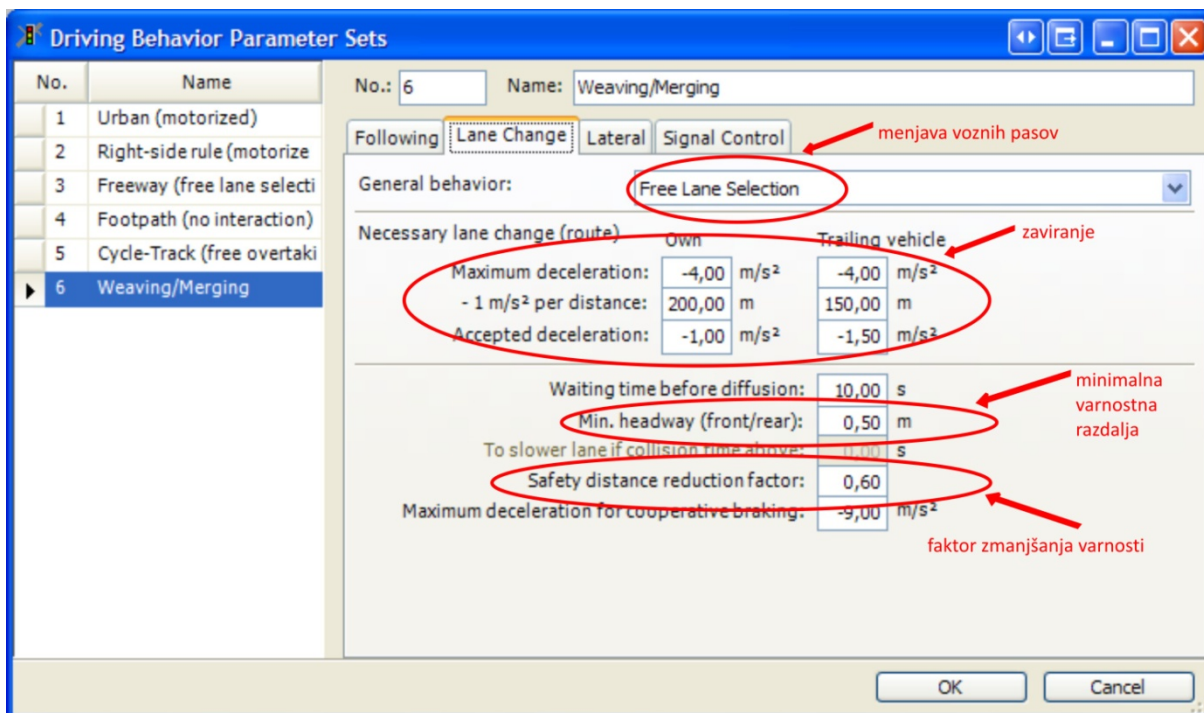 Driving Behavior Parameter Sets
No. Name
1 Urban (motorized)
2 Right-side rule (motorize
3 Freeway (free lane selecti
4 Footpath (no interaction)
5 Cycle-Track (free overtaki
6 Weaving/Merging
No.: 6 Name: Weaving/Merging
Following Lane Change Lateral Signal Control
menjava voznih pasov
General behavior: Free Lane Selection
Necessary lane change (route) Own Trailing vehicle
zaviranje
Maximum deceleration: -4,00 m/s² -4,00 m/s²
- 1 m/s² per distance: 200,00 m 150,00 m
Accepted deceleration: -1,00 m/s² -1,50 m/s²
Waiting time before diffusion: 10,00 s
minimalna
varnostna
razdalja
Min. headway (front/rear): 0,50 m
To slower lane if collision time above: 0,00 s
Safety distance reduction factor: 0,60
Maximum deceleration for cooperative braking: -9,00 m/s²
faktor zmanjšanja varnosti
OK Cancel